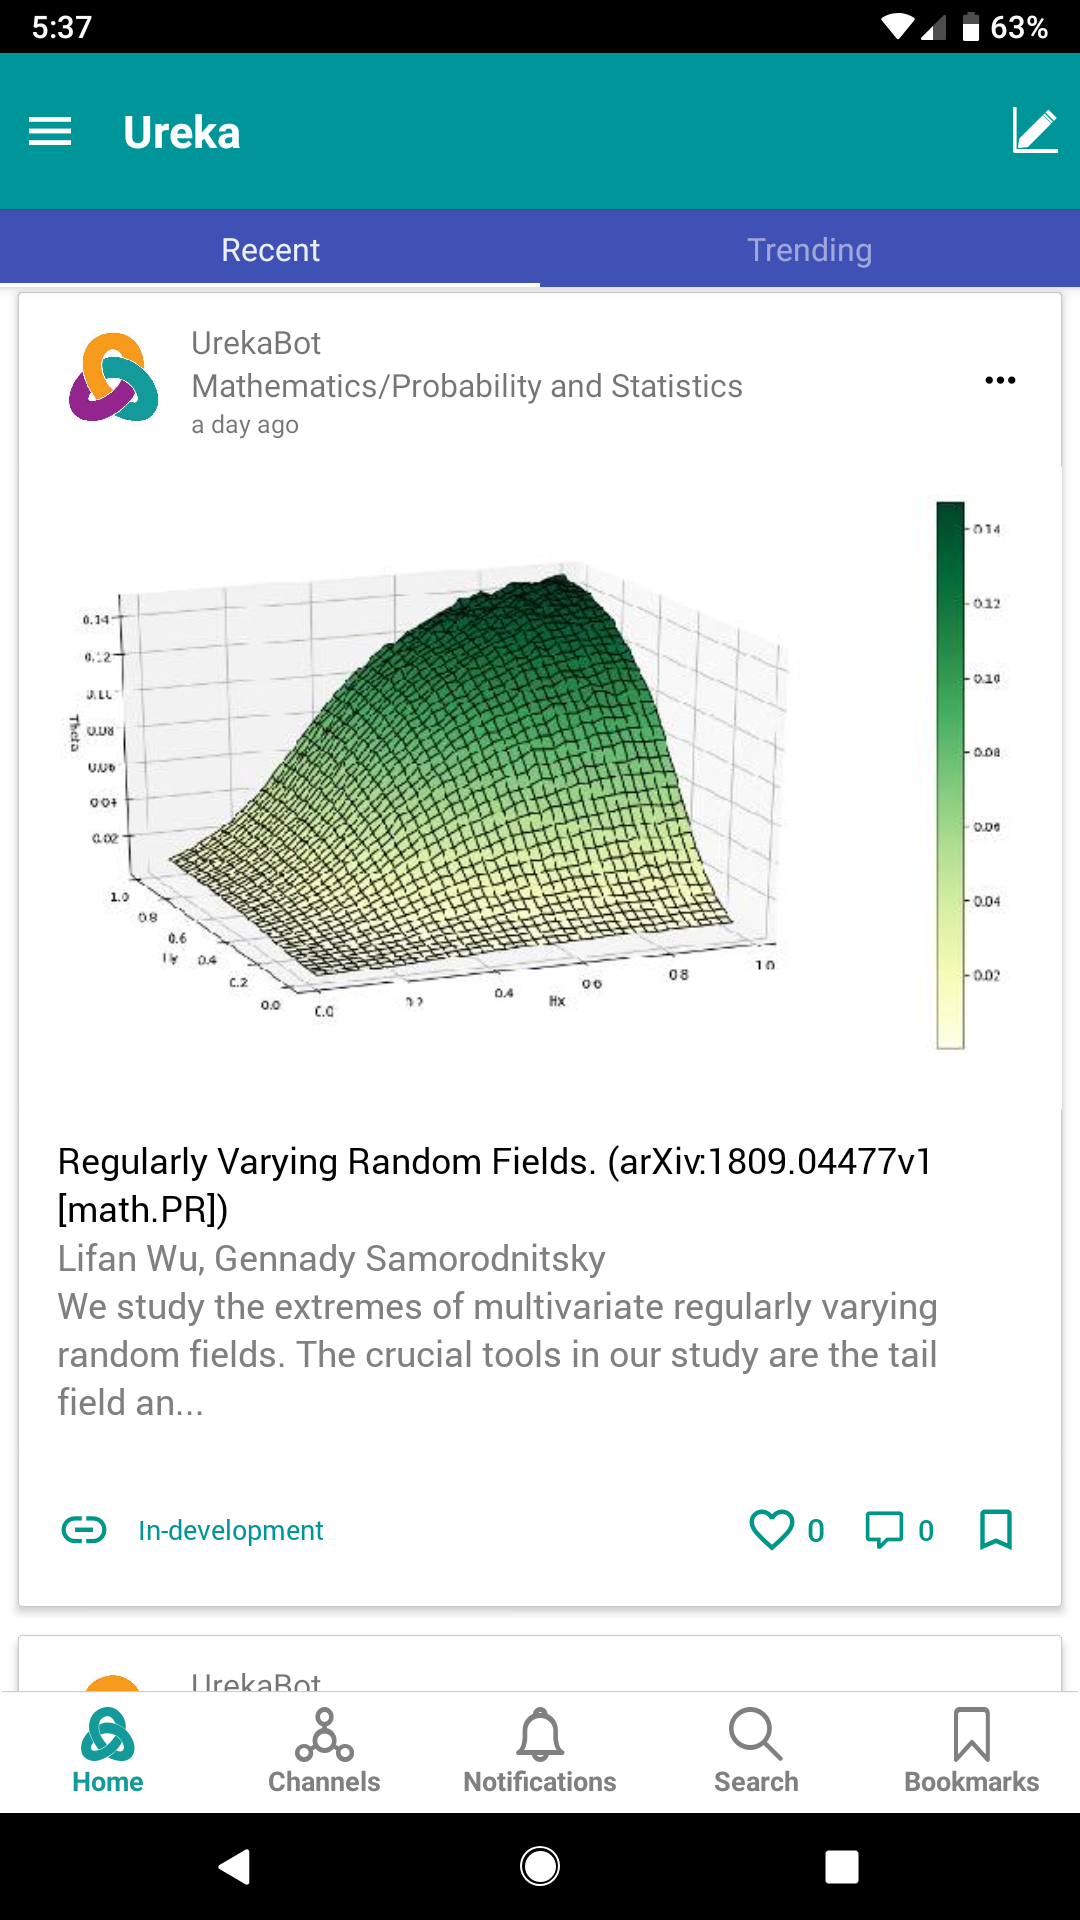 5:37
63%
Ureka
Recent
Trending
UrekaBot
Mathematics/Probability and Statistics
a day ago
0.14
0.12
0.08
0.06
0.04
0.02
Theta
1.0
0.8
0.6
0.4
0.2
0.0
Hy
0.0
0.4
0.6
0.8
1.0
Hx
0.14
0.12
0.10
0.08
0.06
0.04
0.02
Regularly Varying Random Fields. (arXiv:1809.04477v1
[math.PR])
Lifan Wu, Gennady Samorodnitsky
We study the extremes of multivariate regularly varying
random fields. The crucial tools in our study are the tail
field an...
In-development
0
0
UrekaBot
Home
Channels
Notifications
Search
Bookmarks